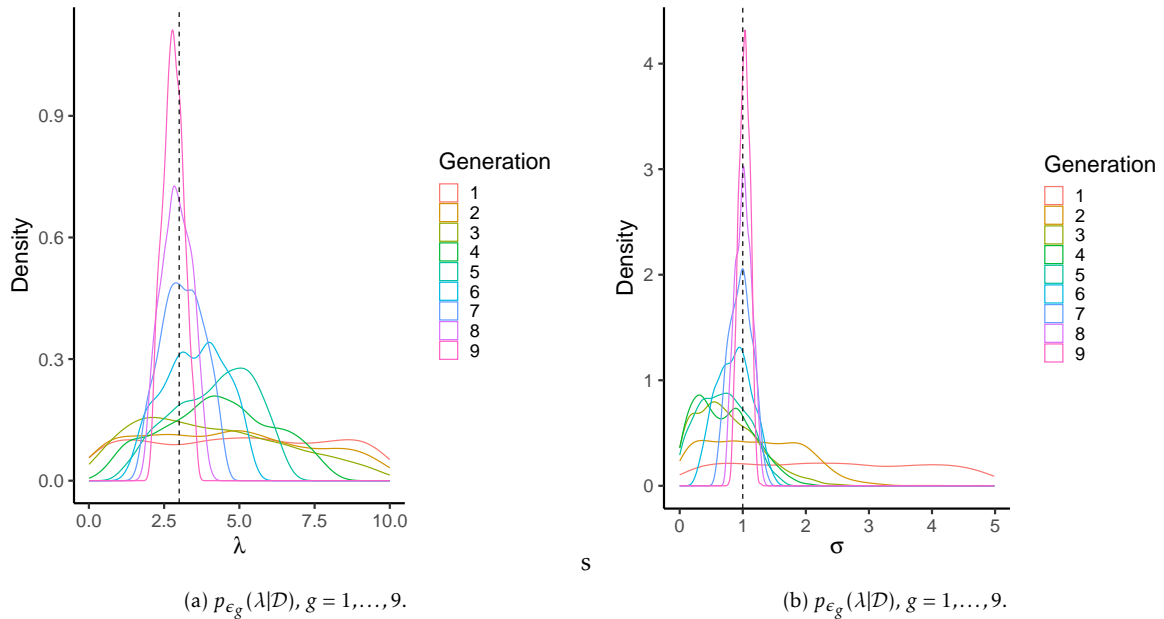 Density
0.9
0.6
0.3
0.0
0.0 2.5 5.0 7.5 10.0
λ
Generation
1
2
3
4
5
6
7
8
9
(a) p_{ϵ_g}(λ|𝒟), g = 1,...,9.
Density
4
3
2
1
0
0 1 2 3 4 5
σ
Generation
1
2
3
4
5
6
7
8
9
s
(b) p_{ϵ_g}(σ|𝒟), g = 1,...,9.